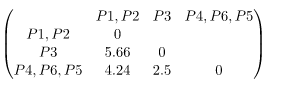 P1, P2 P3 P4, P6, P5
P1, P2 0
P3 5.66 0
P4, P6, P5 4.24 2.5 0